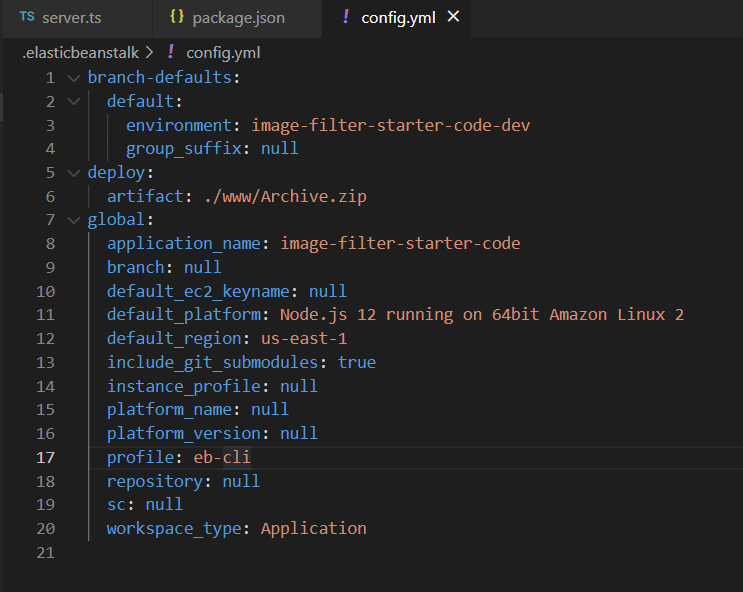 TS server.ts {} package.json ! config.yml ×
.elasticbeanstalk > ! config.yml
1 branch-defaults:
2 default:
3 environment: image-filter-starter-code-dev
4 group_suffix: null
5 deploy:
6 artifact: ./www/Archive.zip
7 global:
8 application_name: image-filter-starter-code
9 branch: null
10 default_ec2_keyname: null
11 default_platform: Node.js 12 running on 64bit Amazon Linux 2
12 default_region: us-east-1
13 include_git_submodules: true
14 instance_profile: null
15 platform_name: null
16 platform_version: null
17 profile: eb-cli
18 repository: null
19 sc: null
20 workspace_type: Application
21